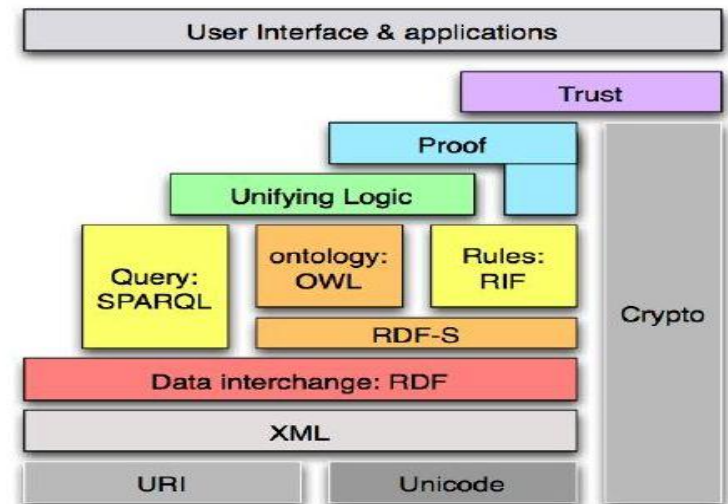 User Interface & applications
Trust
Proof
Unifying Logic
Query:
SPARQL
ontology:
OWL
Rules:
RIF
Crypto
RDF-S
Data interchange: RDF
XML
URI
Unicode